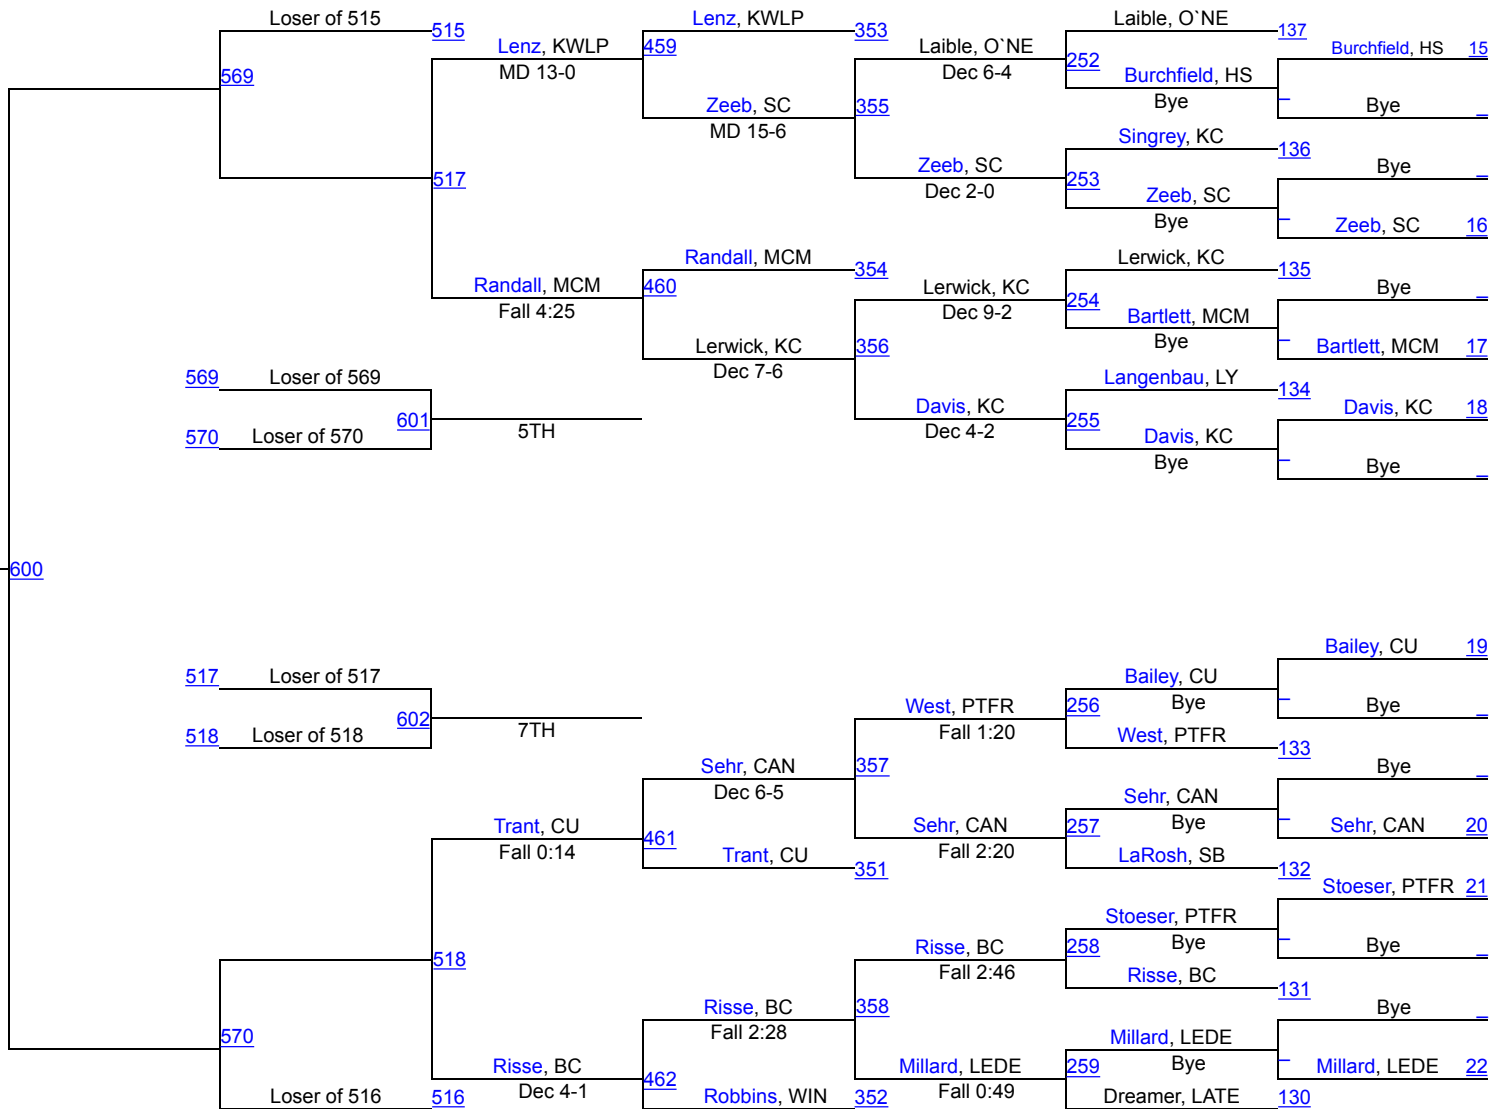 Loser of 515
515
569
Lenz, KWLP
MD 13-0
Lenz, KWLP
459
353
Laible, O`NE
Dec 6-4
Laible, O`NE
137
252
Burchfield, HS
Bye
Burchfield, HS 15
Bye
Zeeb, SC
MD 15-6
355
Singrey, KC
136
Bye
517
Zeeb, SC
Dec 2-0
253
Zeeb, SC
Bye
Zeeb, SC 16
Randall, MCM
Fall 4:25
Randall, MCM
460
354
Lerwick, KC
Dec 9-2
Lerwick, KC
135
254
Bye
Bartlett, MCM
Bye
Bartlett, MCM 17
Lerwick, KC
Dec 7-6
356
569 Loser of 569
601
5TH
570 Loser of 570
Langenbau, LY
134
Davis, KC
Dec 4-2
255
Davis, KC
Bye
Davis, KC 18
Bye
600
517 Loser of 517
602
7TH
518 Loser of 518
Bailey, CU 19
Bailey, CU
Bye
Bye
West, PTFR
Fall 1:20
256
West, PTFR
133
Sehr, CAN
Dec 6-5
357
Bye
Sehr, CAN
Bye
Sehr, CAN 20
Trant, CU
Fall 0:14
461
Sehr, CAN
Fall 2:20
257
Trant, CU
351
LaRosh, SB
132
Stoeser, PTFR 21
Stoeser, PTFR
Bye
Bye
518
Risse, BC
Fall 2:46
258
Risse, BC
131
Risse, BC
Fall 2:28
358
Bye
570
Millard, LEDE
Bye
Millard, LEDE 22
Risse, BC
Dec 4-1
462
Millard, LEDE
Fall 0:49
259
Loser of 516
516
Robbins, WIN
352
Dreamer, LATE
130